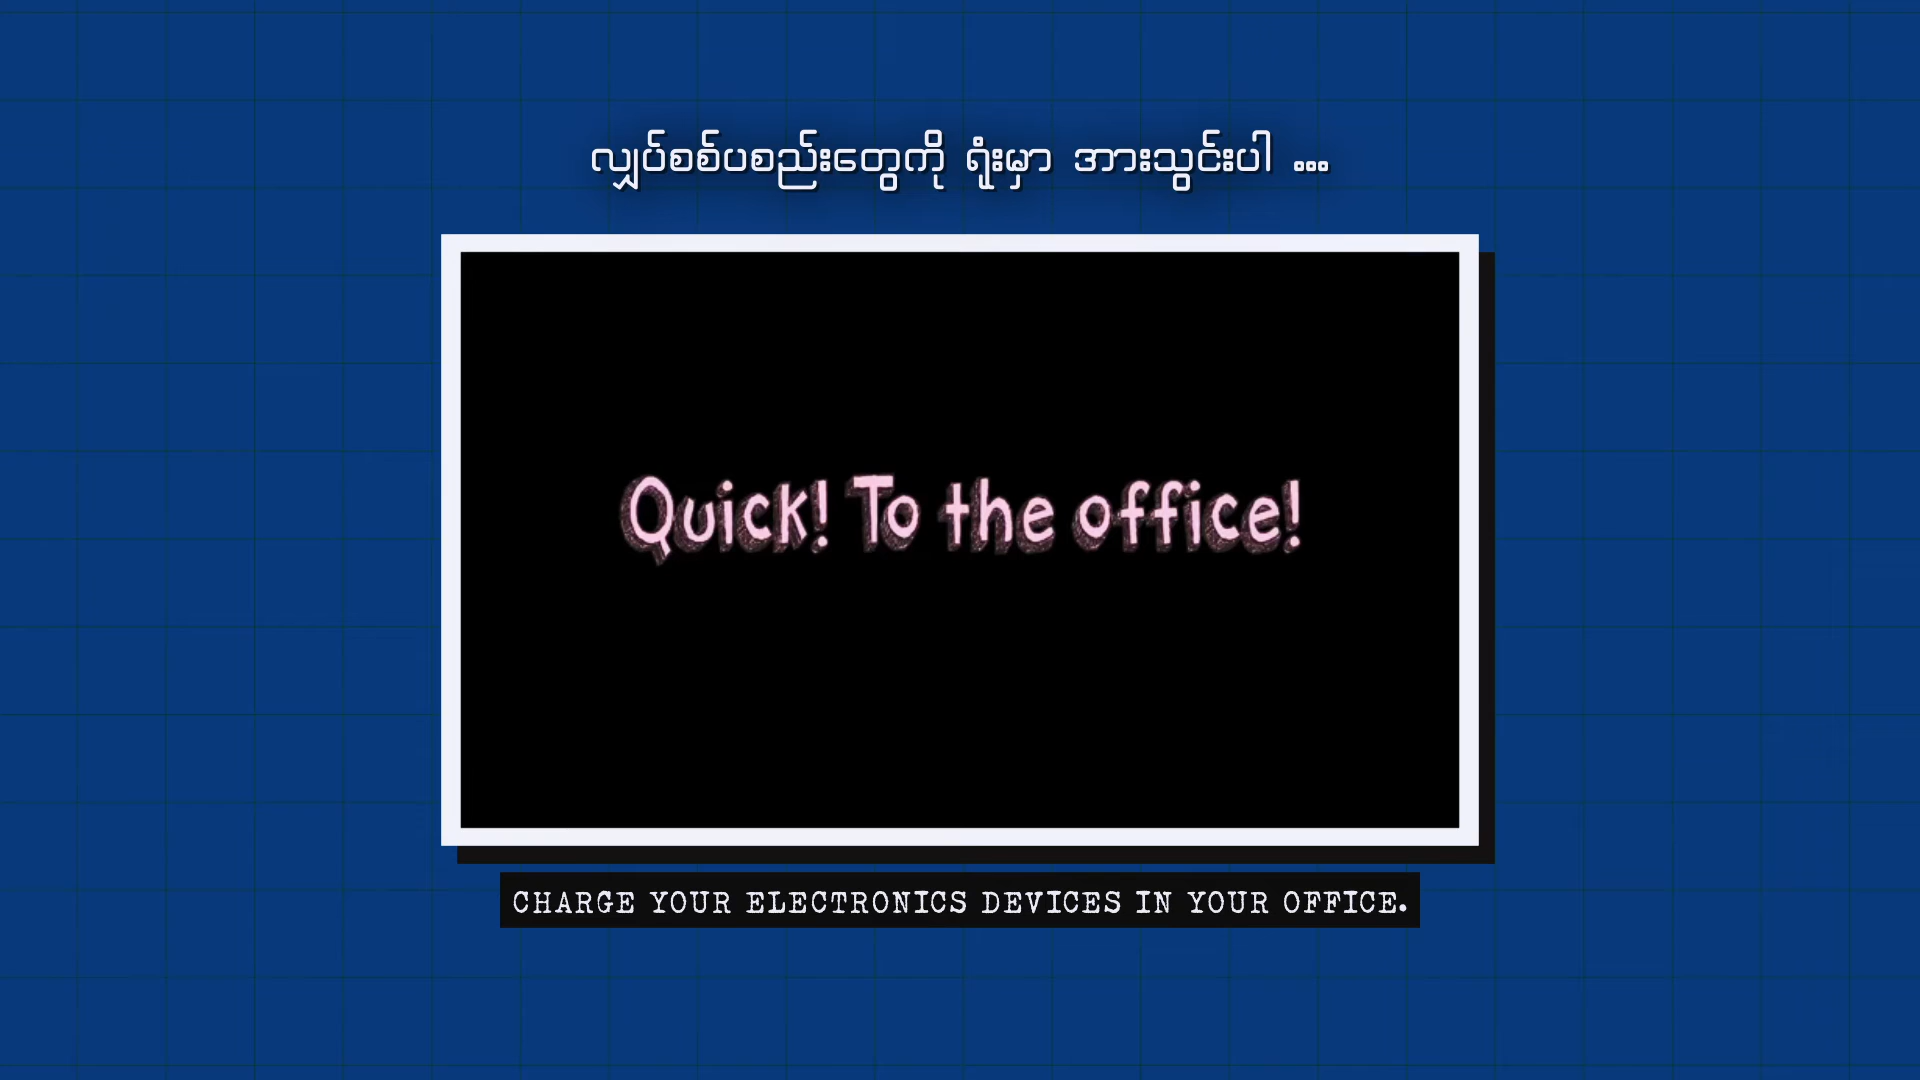 လျှပ်စစ်ပစည်းတွေကို ရုံးမှာ အားသွင်းပါ ...
Quick! To the office!
CHARGE YOUR ELECTRONICS DEVICES IN YOUR OFFICE.